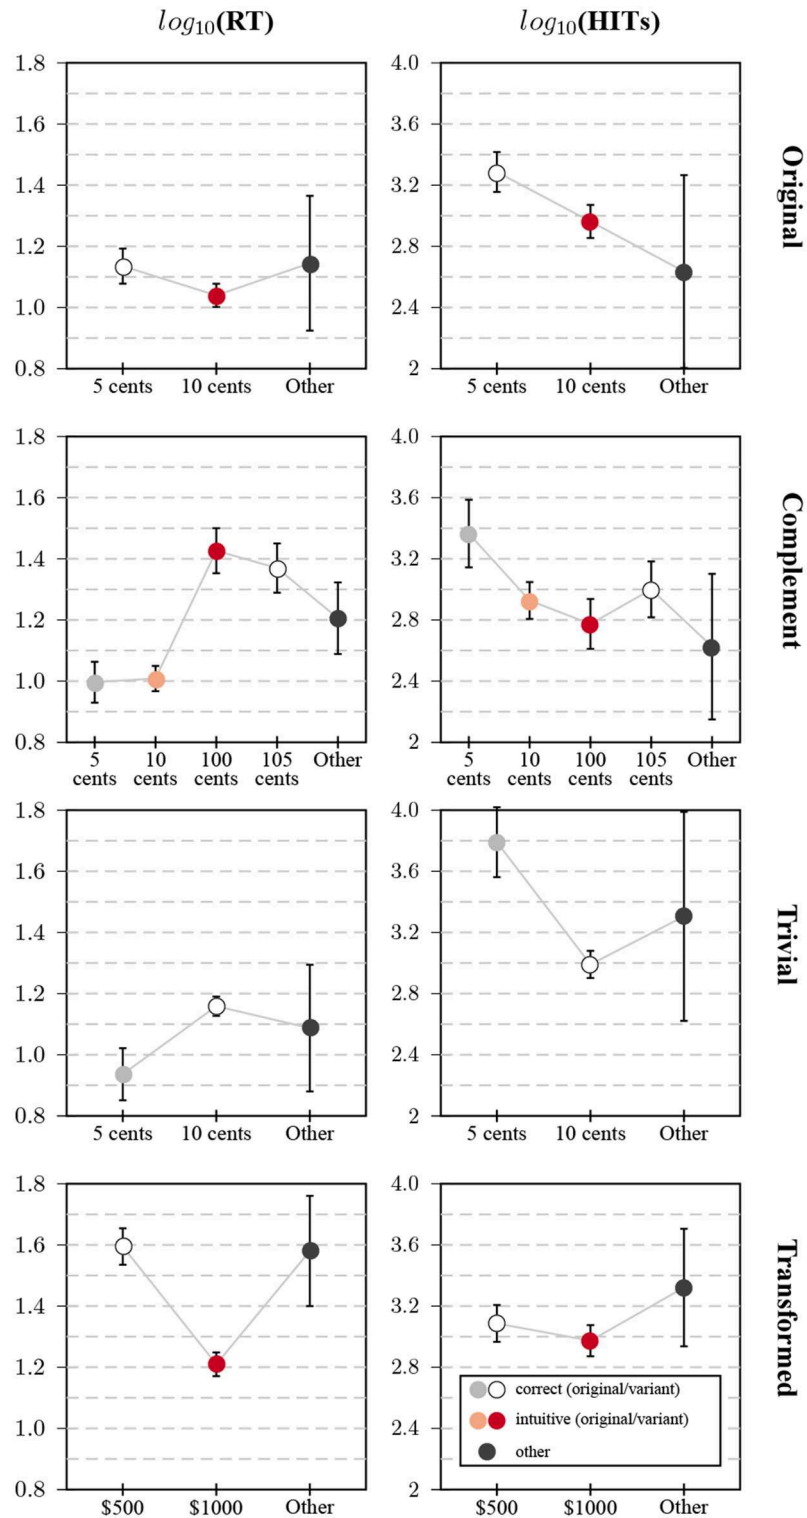 log10(RT) log10(HITs)
1.8 4.0
1.6 3.6
1.4 3.2
1.2 2.8
1.0 2.4
0.8 2
5 cents 10 cents Other 5 cents 10 cents Other
Original
1.8 4.0
1.6 3.6
1.4 3.2
1.2 2.8
1.0 2.4
0.8 2
5 10 100 105 Other 5 10 100 105 Other
cents cents cents cents cents cents cents cents
Complement
1.8 4.0
1.6 3.6
1.4 3.2
1.2 2.8
1.0 2.4
0.8 2
5 cents 10 cents Other 5 cents 10 cents Other
Trivial
1.8 4.0
1.6 3.6
1.4 3.2
1.2 2.8
1.0 2.4
0.8 2
correct (original/variant)
intuitive (original/variant)
other
$500 $1000 Other $500 $1000 Other
Transformed